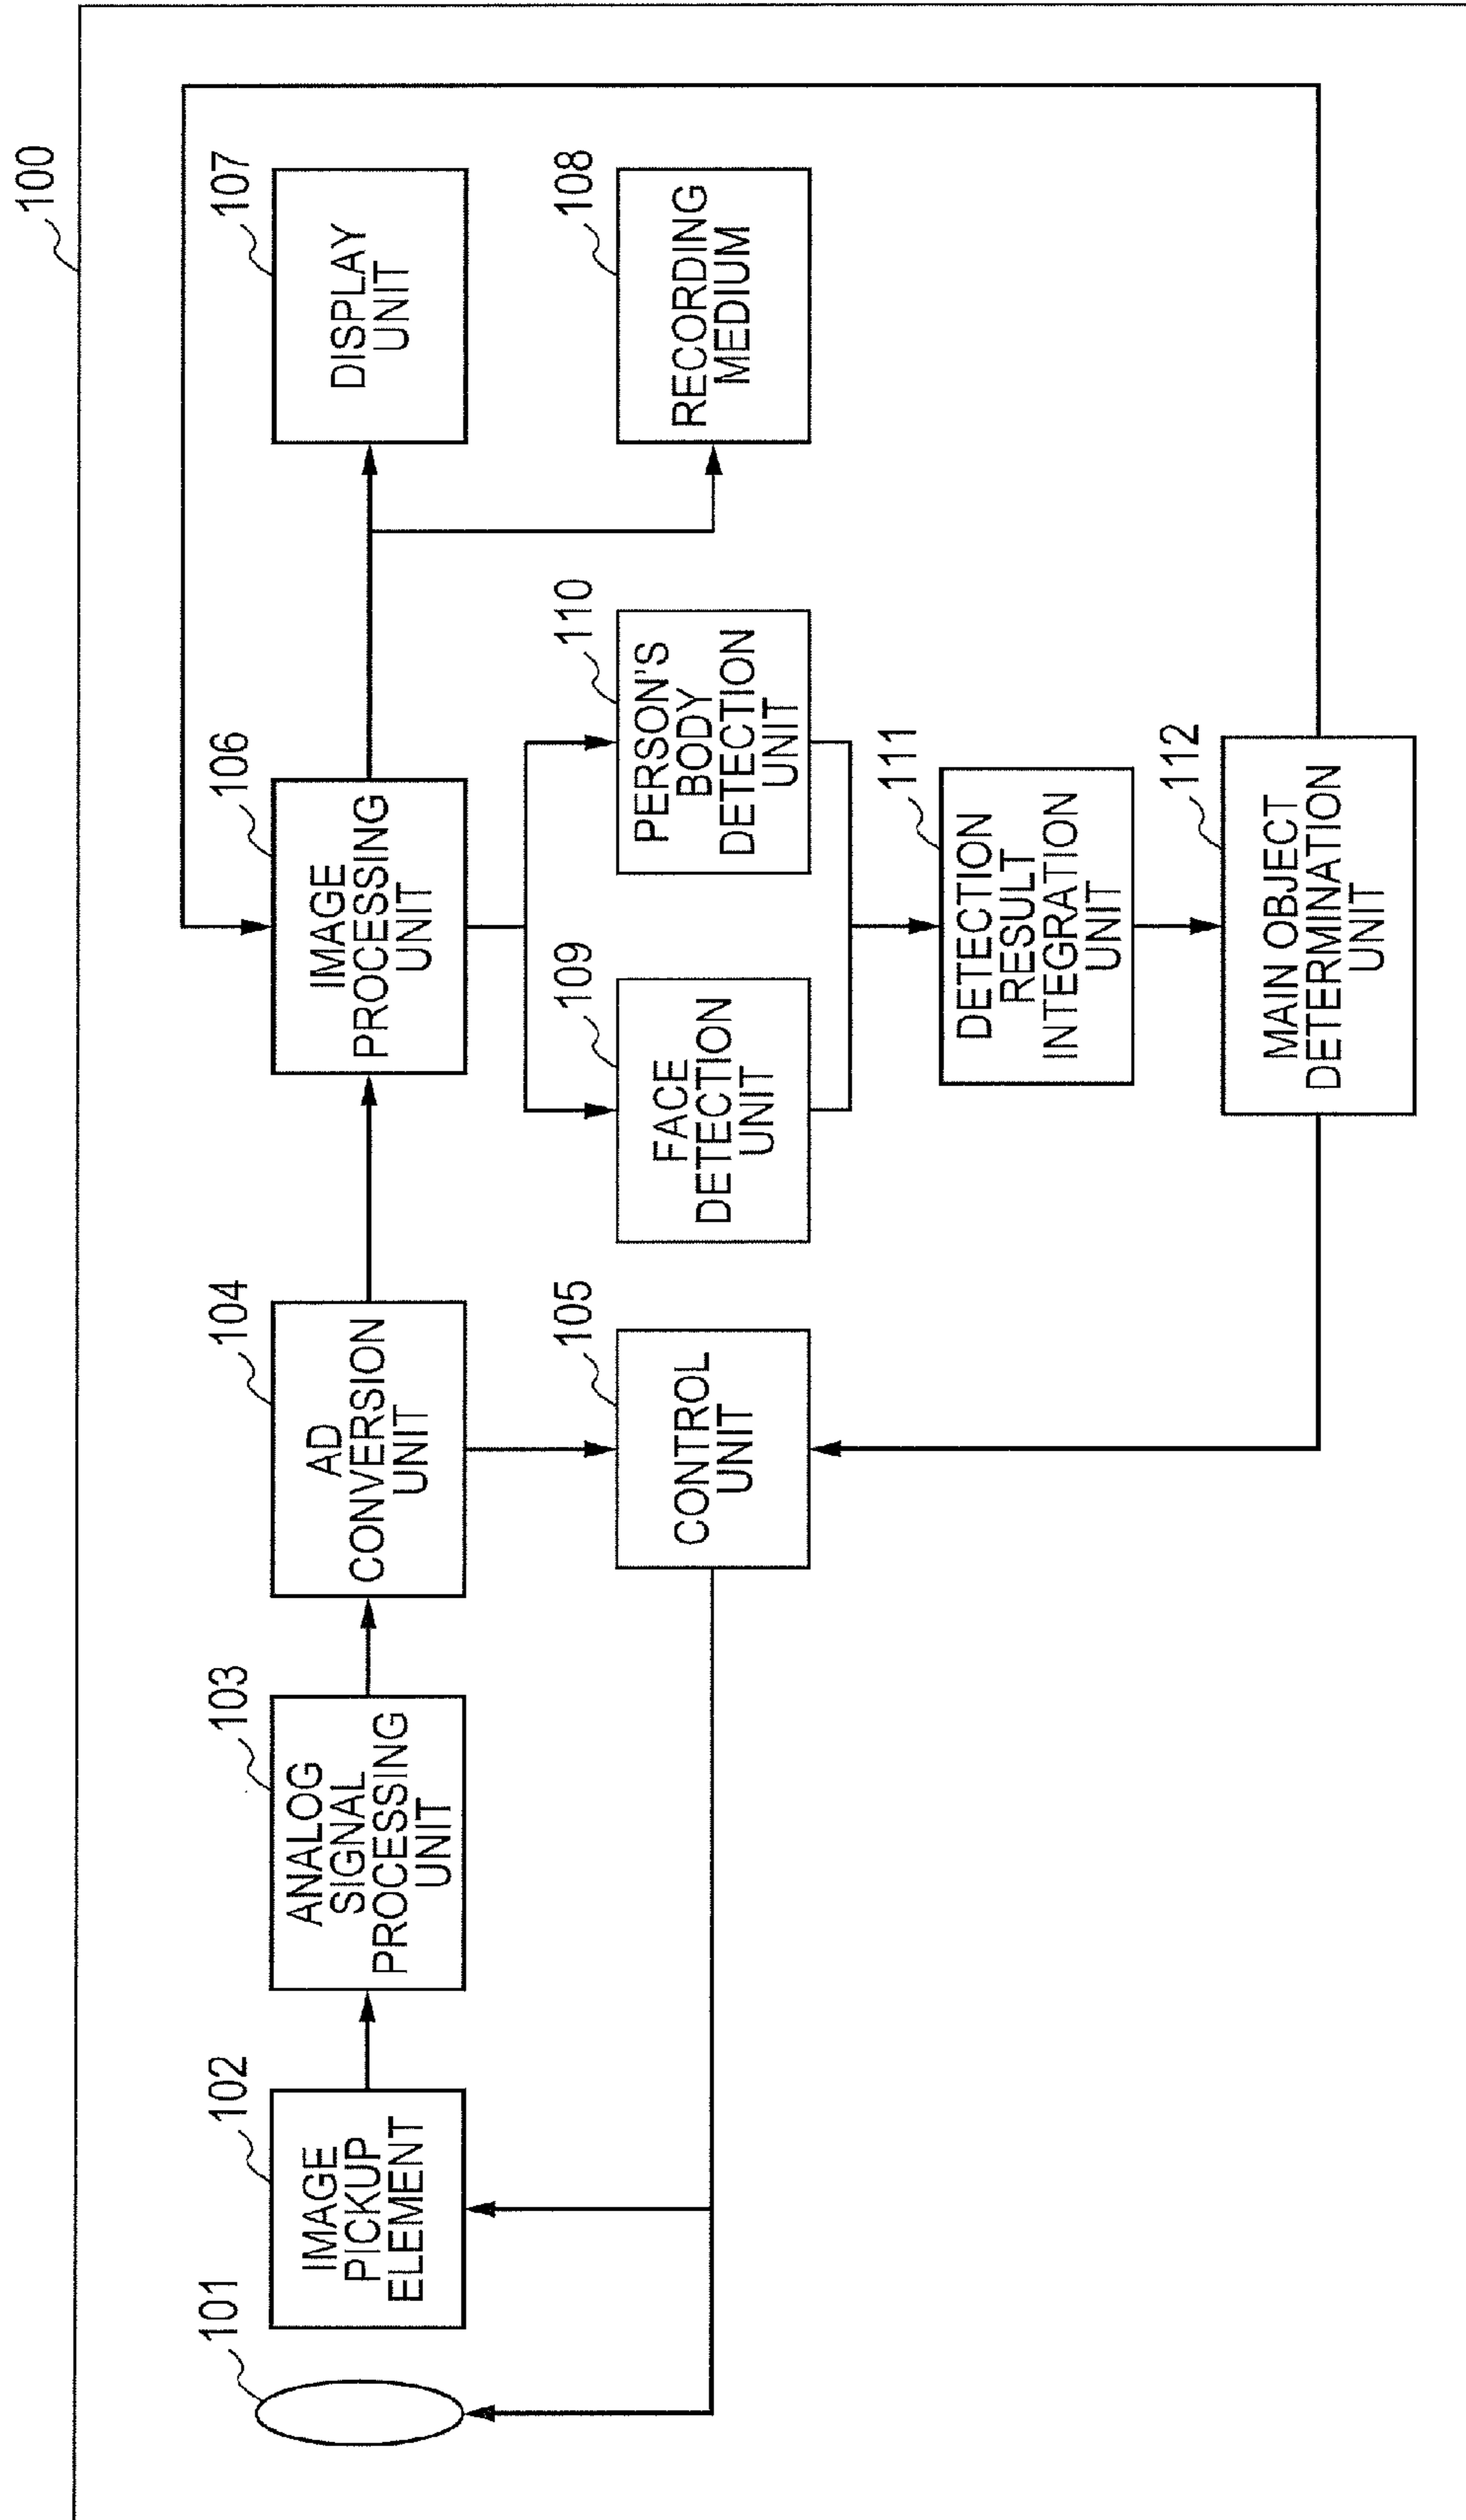 100
101
102
IMAGE
PICKUP
ELEMENT
103
ANALOG
SIGNAL
PROCESSING
UNIT
104
AD
CONVERSION
UNIT
106
IMAGE
PROCESSING
UNIT
107
DISPLAY
UNIT
105
CONTROL
UNIT
109
FACE
DETECTION
UNIT
110
PERSON'S
BODY
DETECTION
UNIT
108
RECORDING
MEDIUM
111
DETECTION
RESULT
INTEGRATION
UNIT
112
MAIN OBJECT
DETERMINATION
UNIT